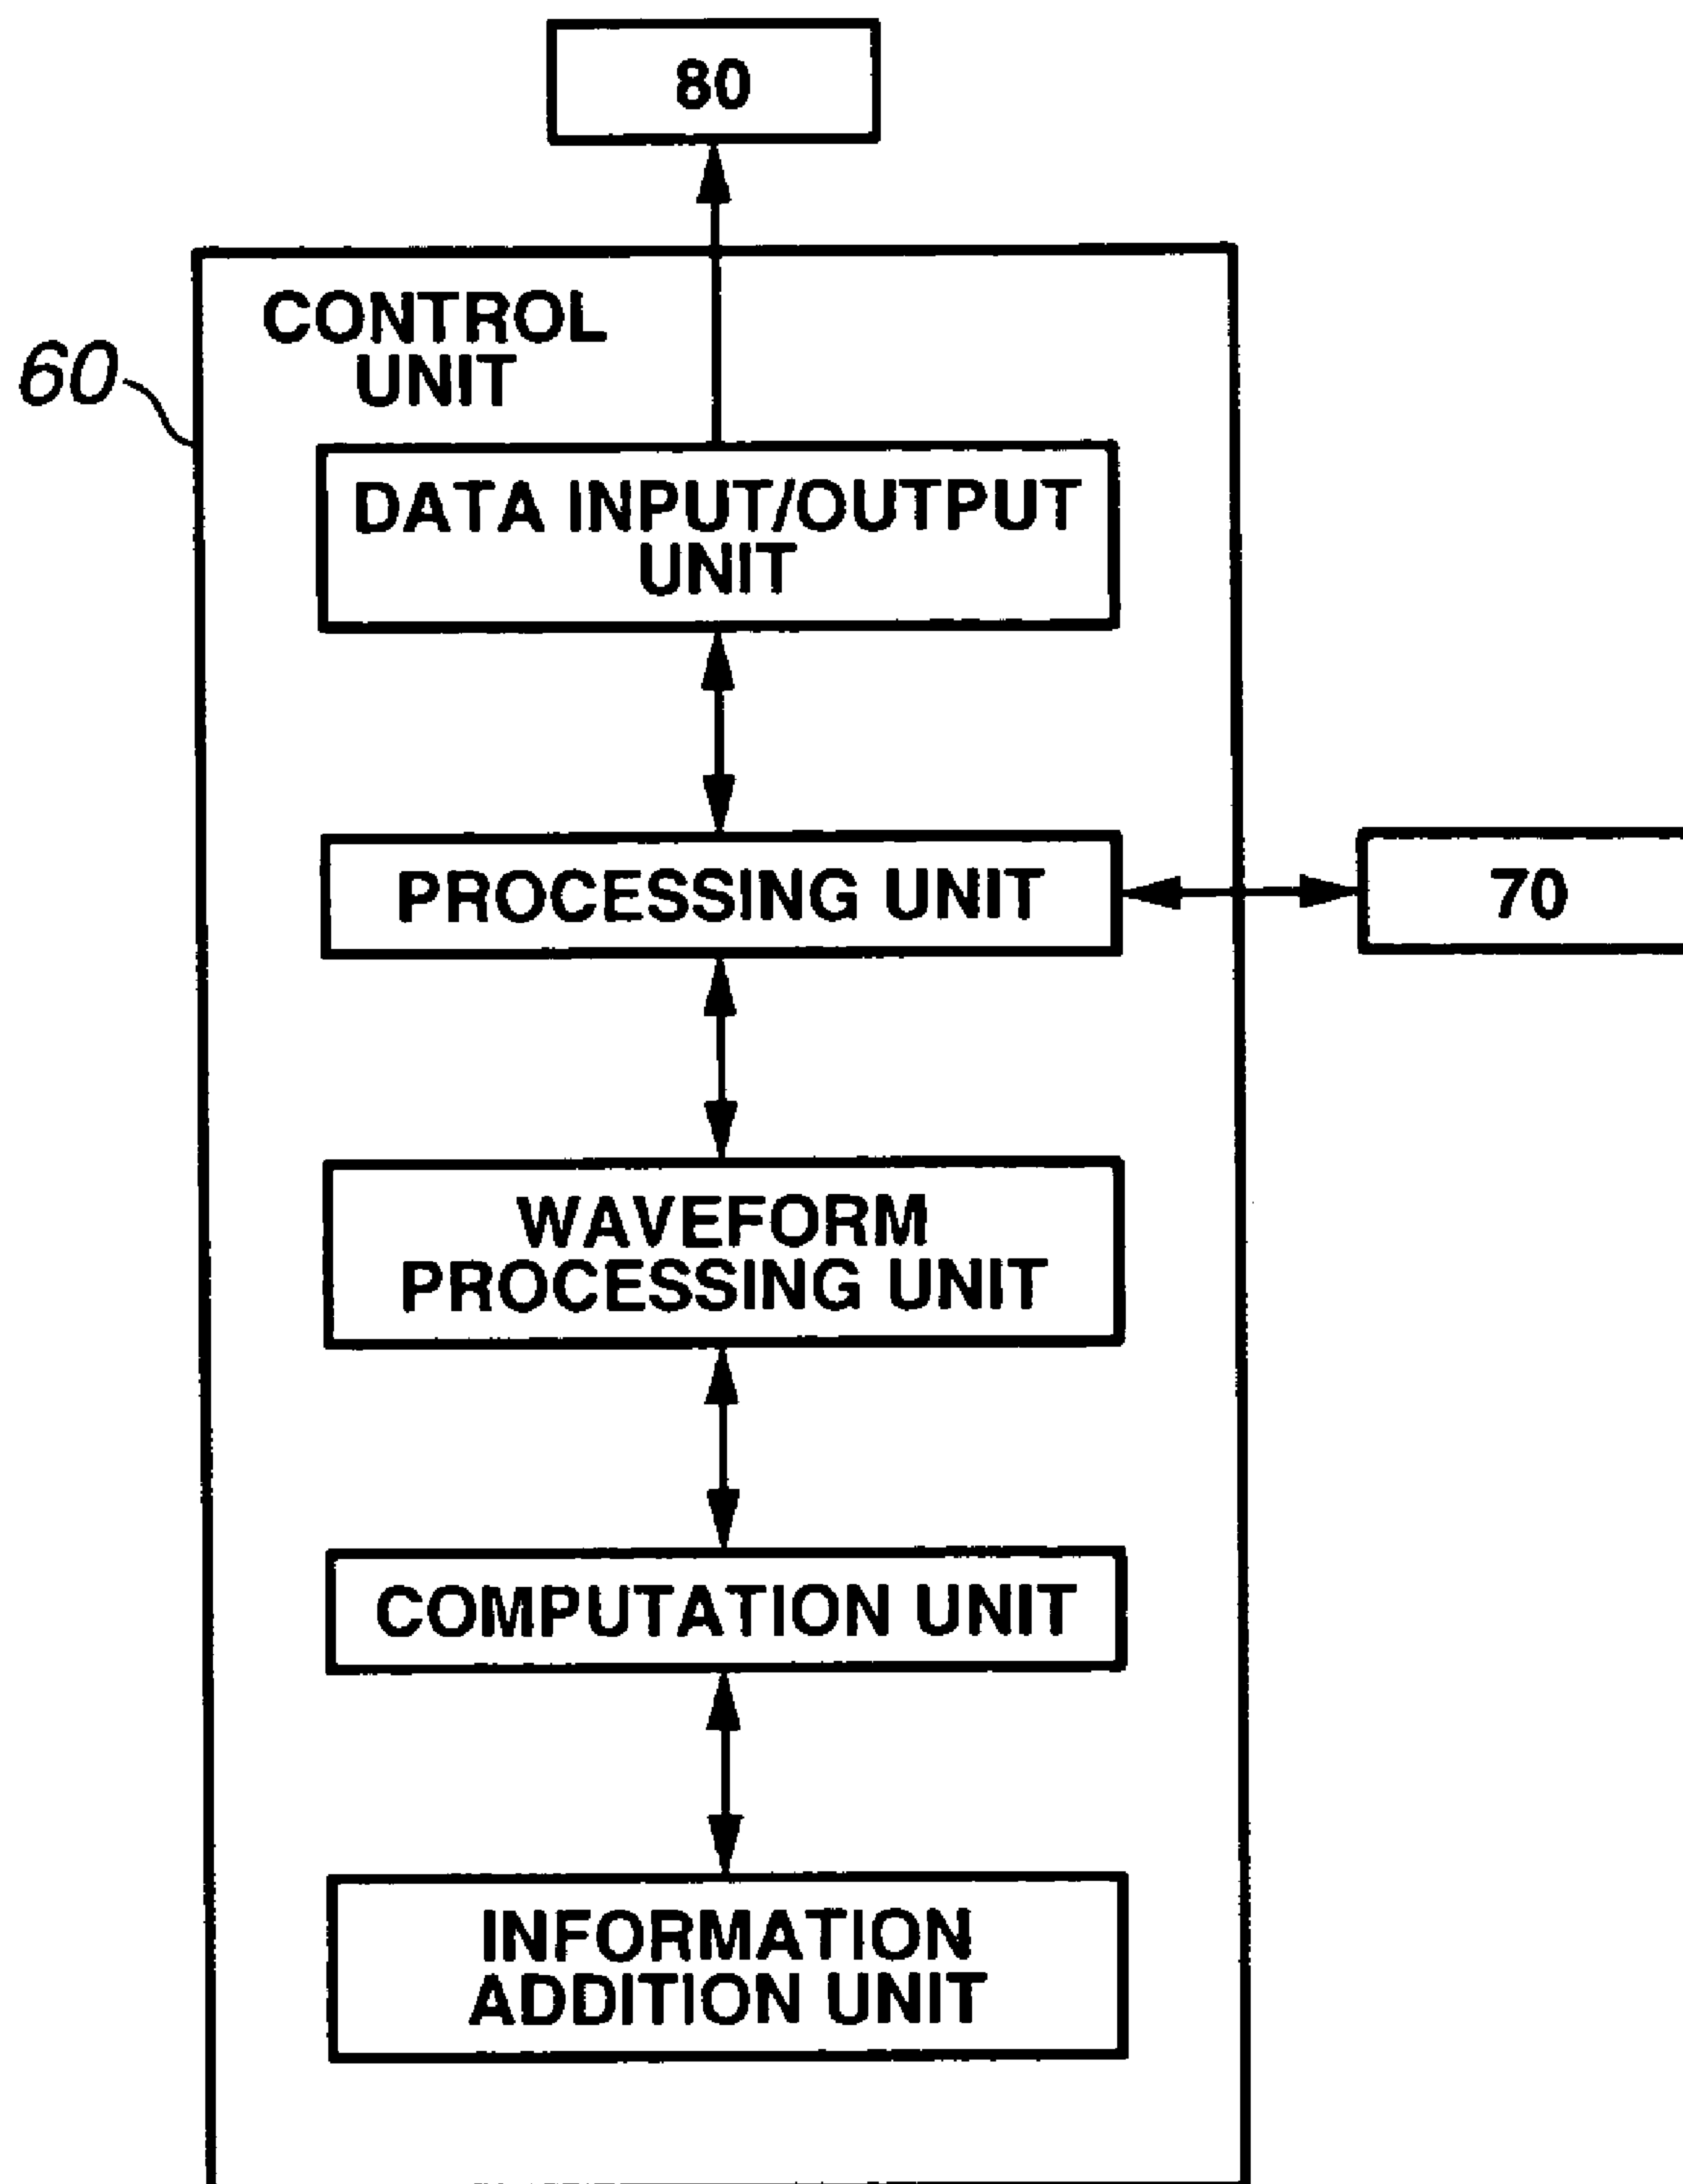 80
CONTROL
UNIT
60
DATA INPUT/OUTPUT
UNIT
PROCESSING UNIT
70
WAVEFORM
PROCESSING UNIT
COMPUTATION UNIT
INFORMATION
ADDITION UNIT